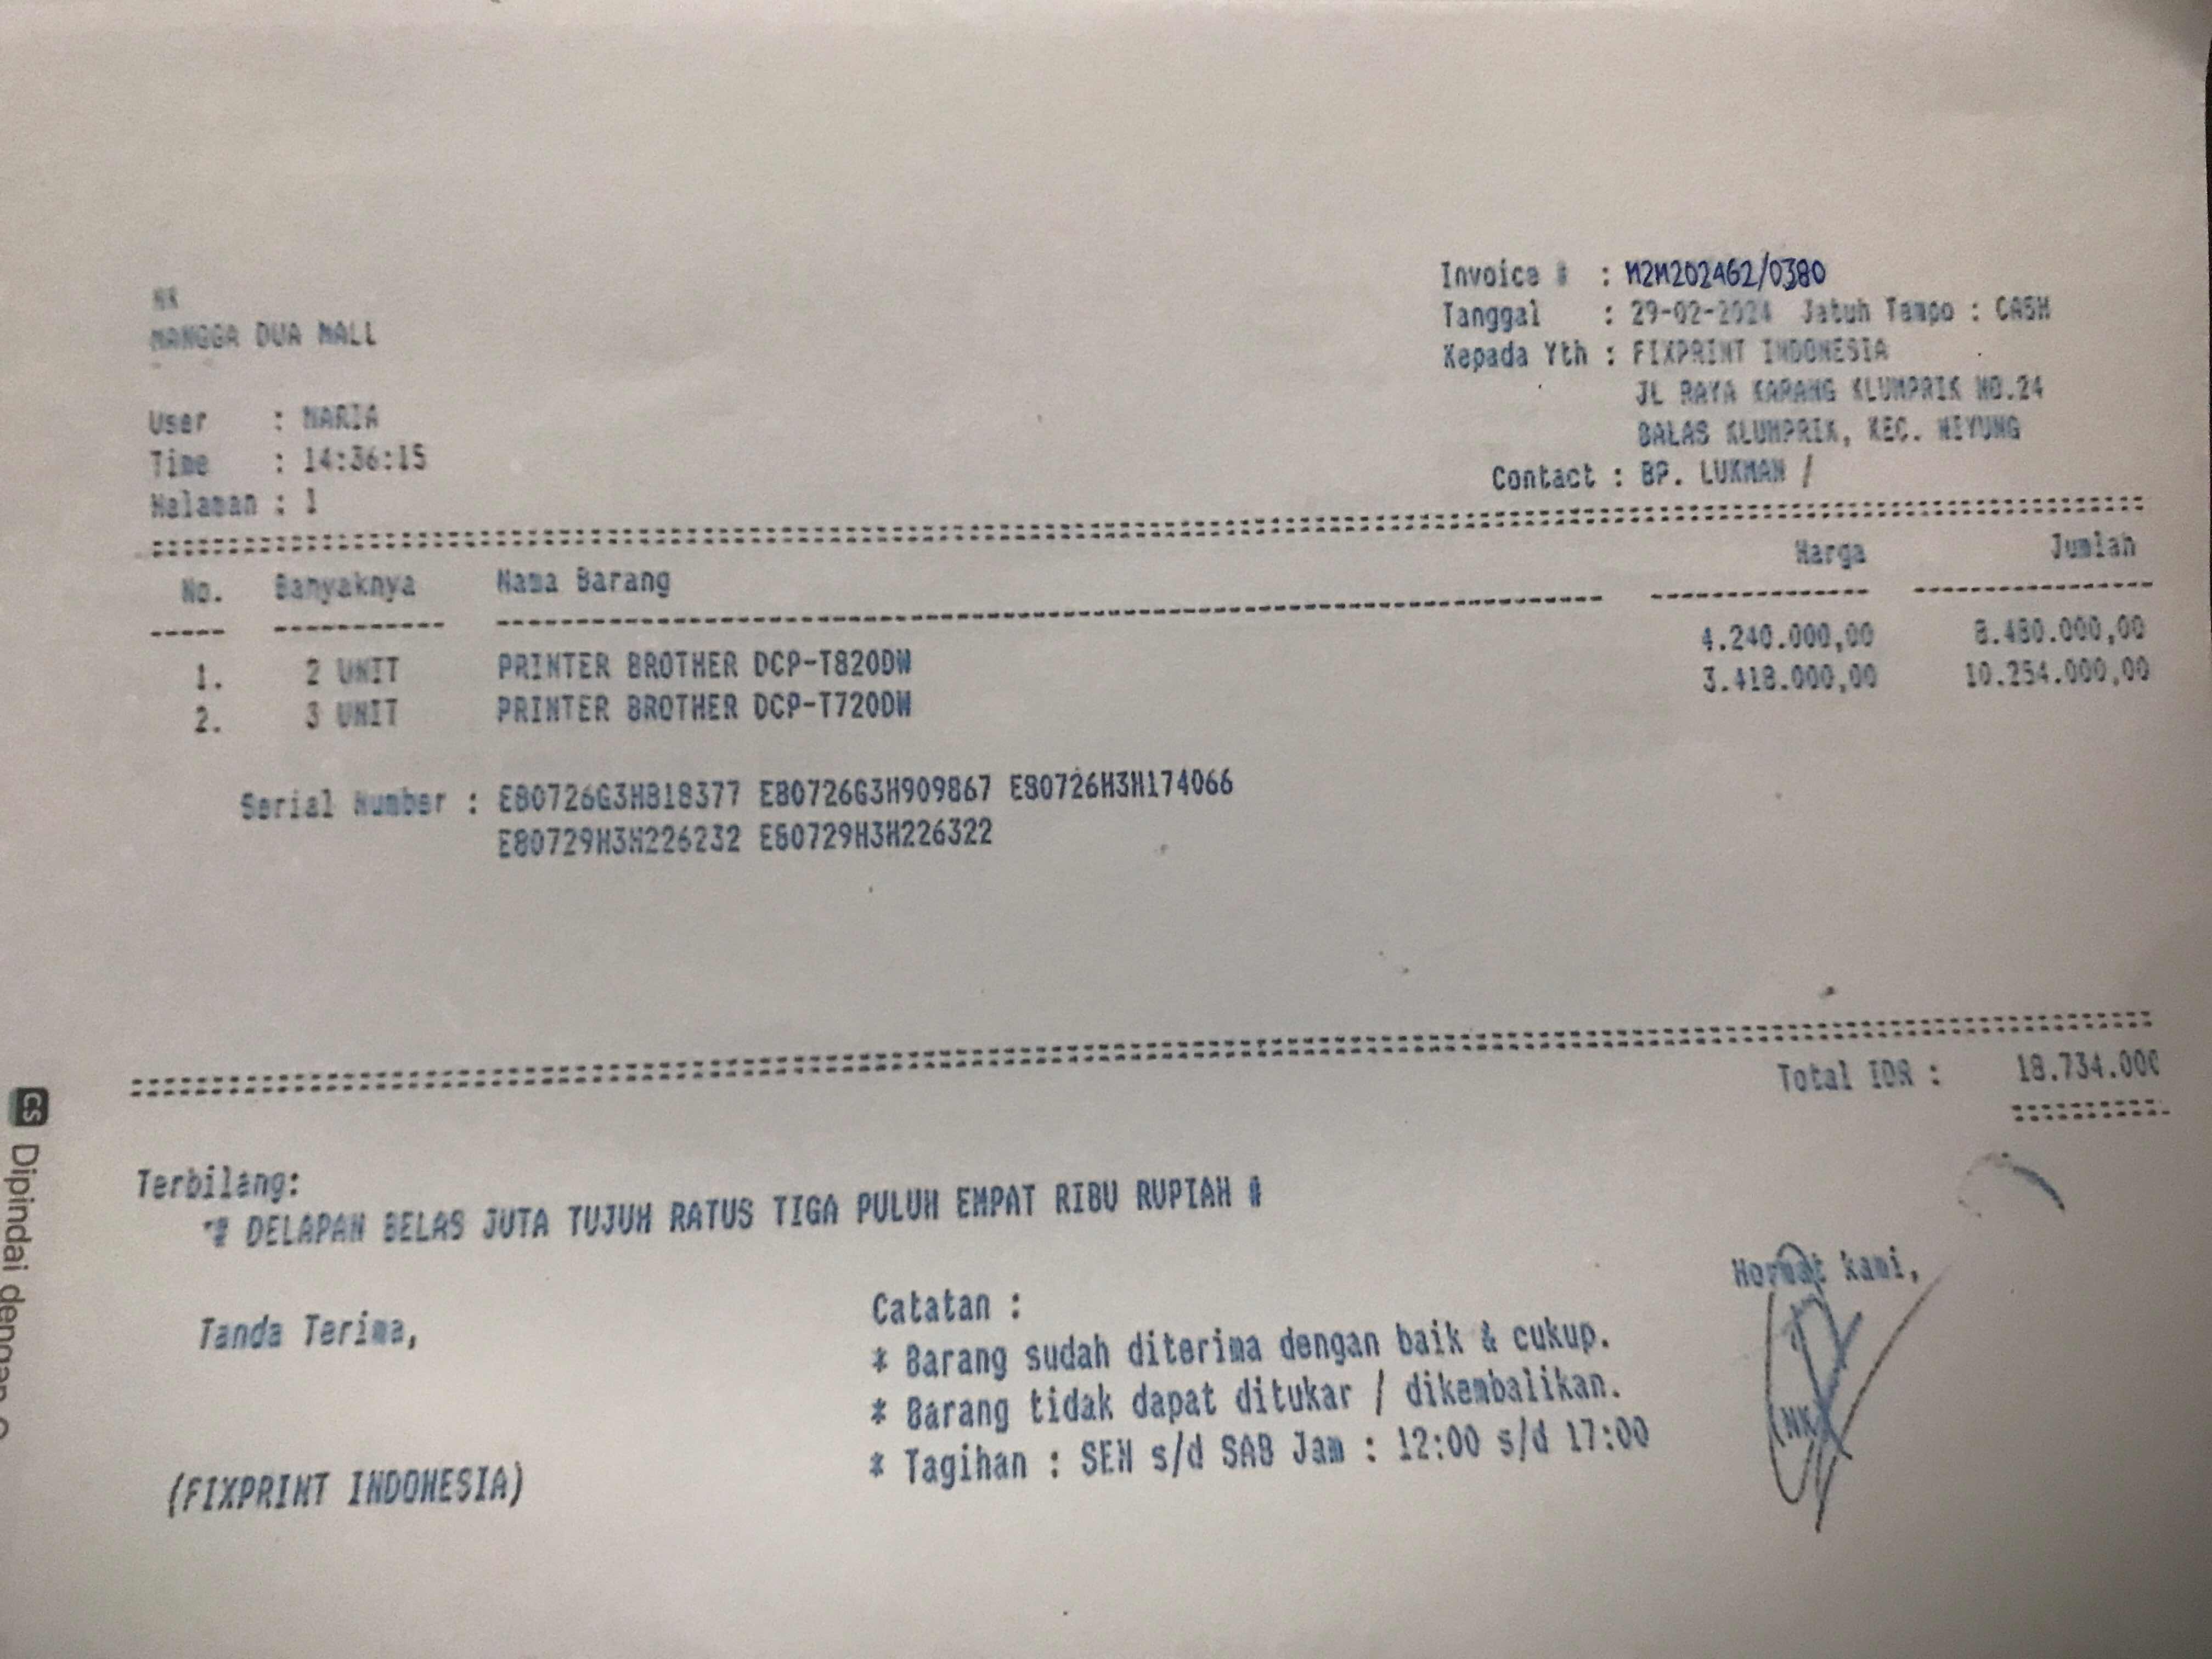 NK
MANGGA DUA MALL
User : MARIA
Time : 14:36:15
Halaman : 1
Invoice # : M2M202402/0380
Tanggal : 29-02-2024 Jatuh Tempo : CASH
Kepada Yth : FIXPRINT INDONESIA
JL RAYA KARANG KLUMPRIK NO.24
BALAS KLUMPRIK, KEC. WIYUNG
Contact : BP. LUKMAN /
No. Banyaknya Nama Barang Harga Jumlah
1. 2 UNIT PRINTER BROTHER DCP-T820DW 4.240.000,00 8.480.000,00
2. 3 UNIT PRINTER BROTHER DCP-T720DW 3.418.000,00 10.254.000,00
Serial Number : E80726G3H818377 E80726G3H909867 E80726H3H174066
E80729H3H226232 E80729H3H226322
Total IDR : 18.734.000
Terbilang:
# DELAPAN BELAS JUTA TUJUH RATUS TIGA PULUH EMPAT RIBU RUPIAH #
Tanda Terima,
(FIXPRINT INDONESIA)
Catatan :
* Barang sudah diterima dengan baik & cukup.
* Barang tidak dapat ditukar / dikembalikan.
* Tagihan : SEN s/d SAB Jam : 12:00 s/d 17:00
Hormat kami,
(NK)
CS Dipindai dengan